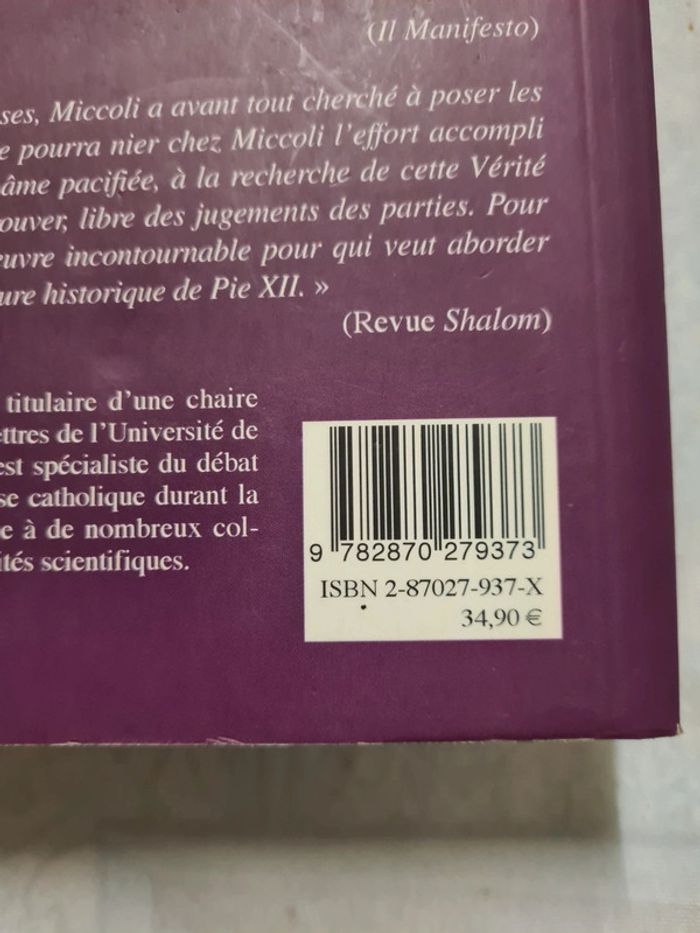 (Il Manifesto)
ses, Miccoli a avant tout cherché à poser les
e pourra nier chez Miccoli l'effort accompli
âme pacifiée, à la recherche de cette Vérité
rouver, libre des jugements des parties. Pour
euvre incontournable pour qui veut aborder
ure historique de Pie XII. »
(Revue Shalom)
titulaire d'une chaire
ettres de l'Université de
est spécialiste du débat
se catholique durant la
e à de nombreux col-
ités scientifiques.
9 782870 279373
ISBN 2-87027-937-X
34,90 €